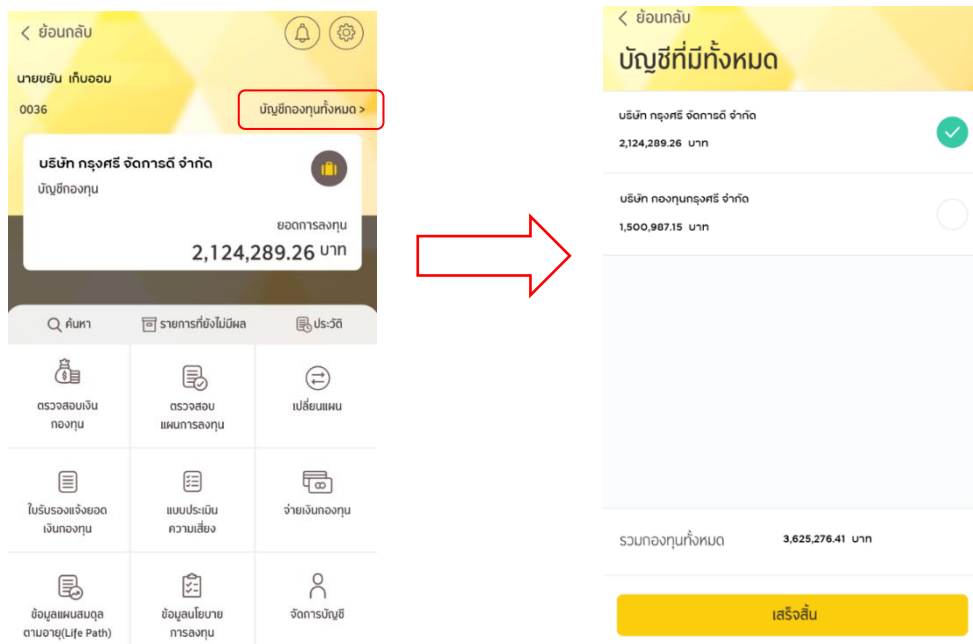 ย้อนกลับ
นายขยัน เก็บออม
0036
บัญชีกองทุนทั้งหมด >
บริษัท กรุงศรี จัดการดี จำกัด
บัญชีกองทุน
ยอดการลงทุน
2,124,289.26 บาท
ค้นหา
รายการที่ยังไม่มีผล
ประวัติ
ตรวจสอบเงิน
กองทุน
ตรวจสอบ
แผนการลงทุน
เปลี่ยนแผน
ใบรับรองแจ้งยอด
เงินกองทุน
แบบประเมิน
ความเสี่ยง
จ่ายเงินกองทุน
ข้อมูลแผนสมดุล
ตามอายุ(Life Path)
ข้อมูลนโยบาย
การลงทุน
จัดการบัญชี
ย้อนกลับ
บัญชีที่มีทั้งหมด
บริษัท กรุงศรี จัดการดี จำกัด
2,124,289.26 บาท
บริษัท กองทุนกรุงศรี จำกัด
1,500,987.15 บาท
รวมกองทุนทั้งหมด 3,625,276.41 บาท
เสร็จสิ้น